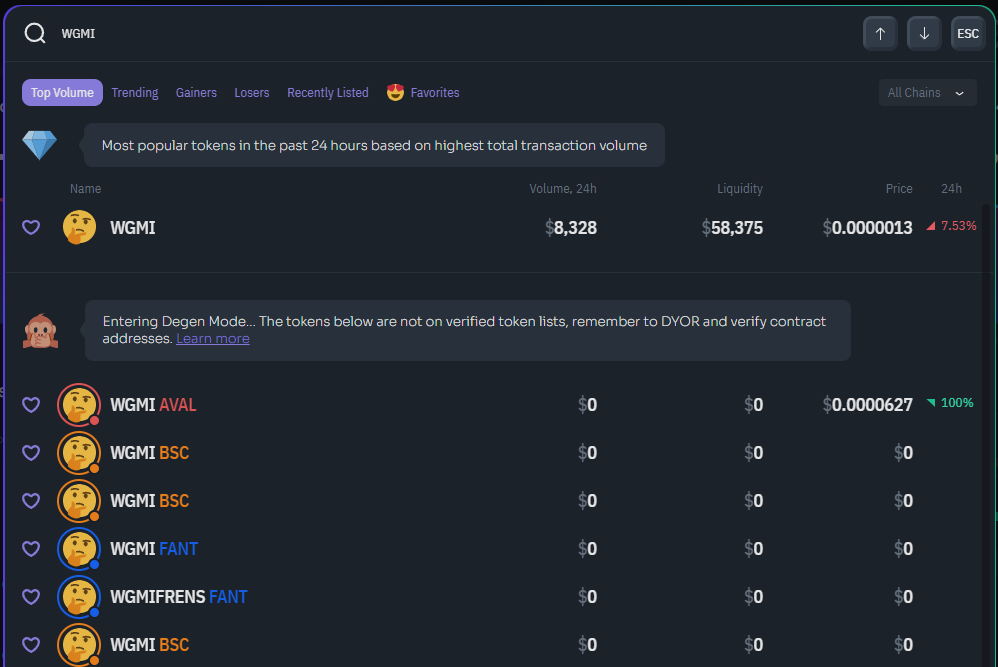 WGMI ESC
Top Volume Trending Gainers Losers Recently Listed Favorites All Chains
Most popular tokens in the past 24 hours based on highest total transaction volume
Name Volume, 24h Liquidity Price 24h
WGMI $8,328 $58,375 $0.0000013 7.53%
Entering Degen Mode... The tokens below are not on verified token lists, remember to DYOR and verify contract
addresses. Learn more
WGMI AVAL $0 $0 $0.0000627 100%
WGMI BSC $0 $0 $0
WGMI BSC $0 $0 $0
WGMI FANT $0 $0 $0
WGMIFRENS FANT $0 $0 $0
WGMI BSC $0 $0 $0